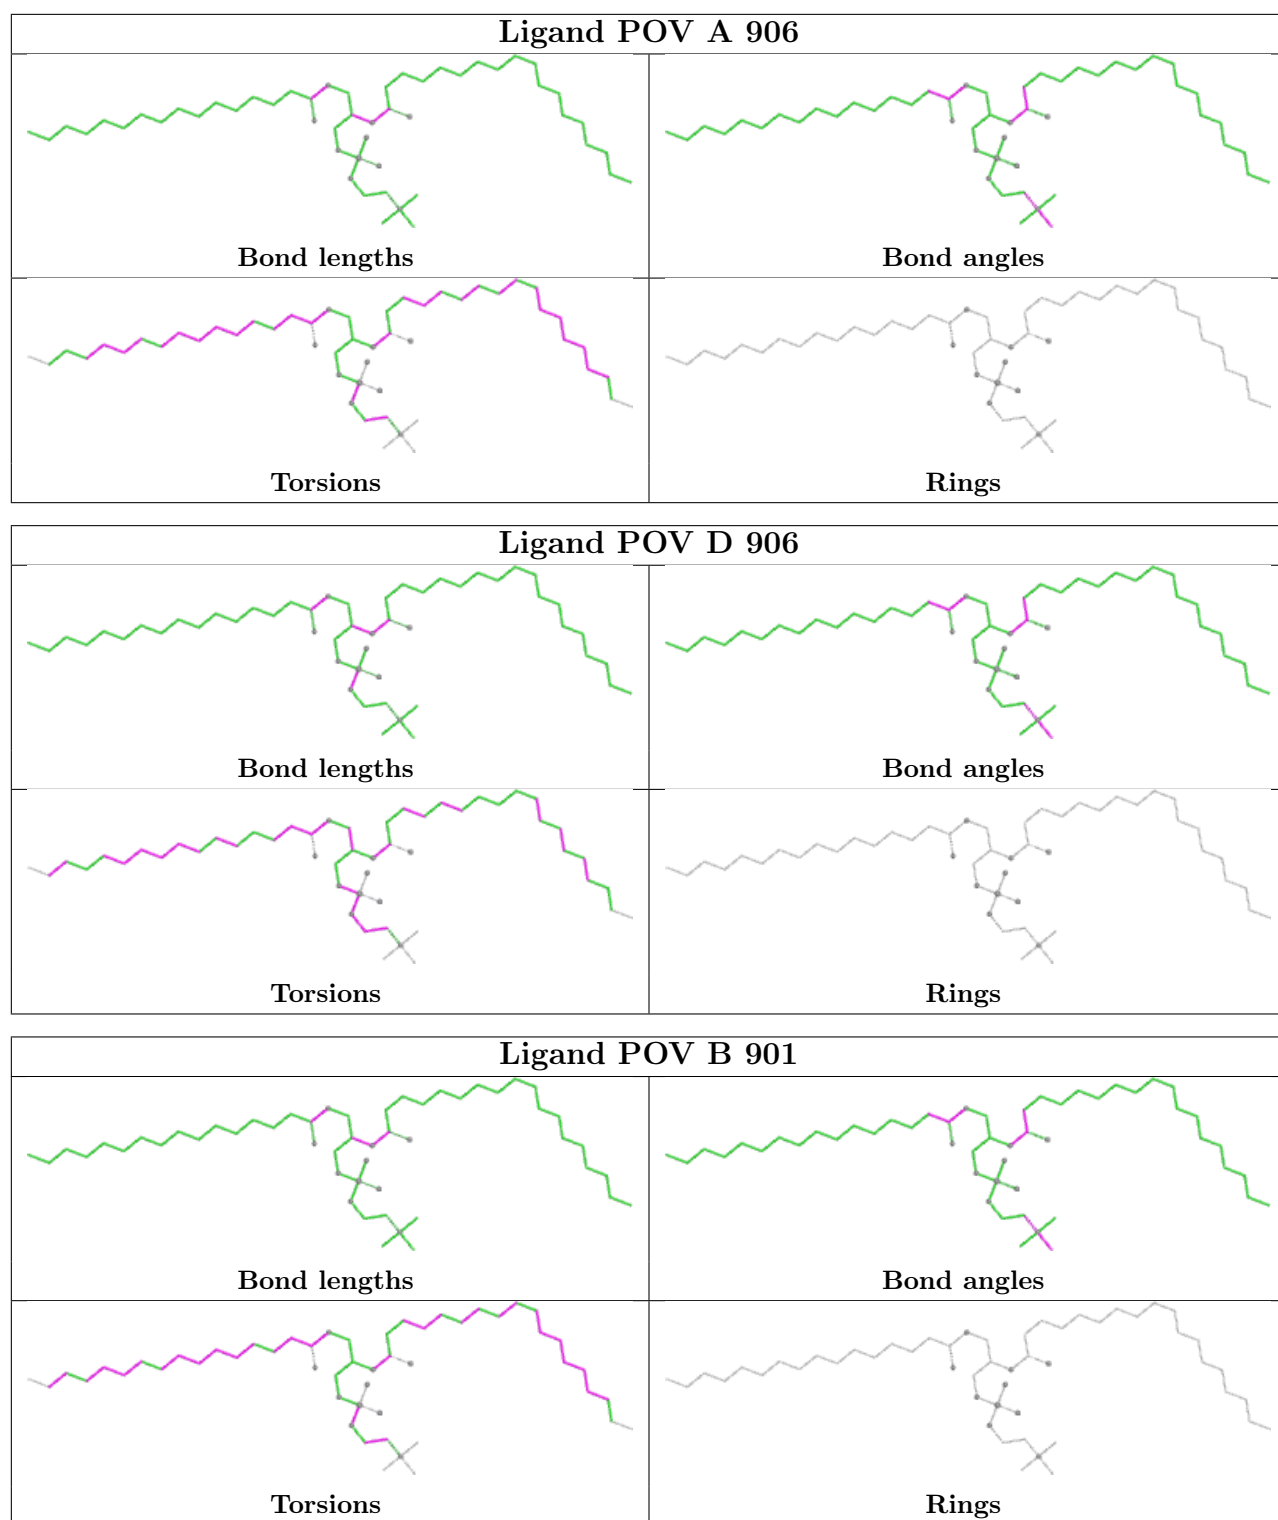 Ligand POV A 906
Bond lengths
Bond angles
Torsions
Rings
Ligand POV D 906
Bond lengths
Bond angles
Torsions
Rings
Ligand POV B 901
Bond lengths
Bond angles
Torsions
Rings